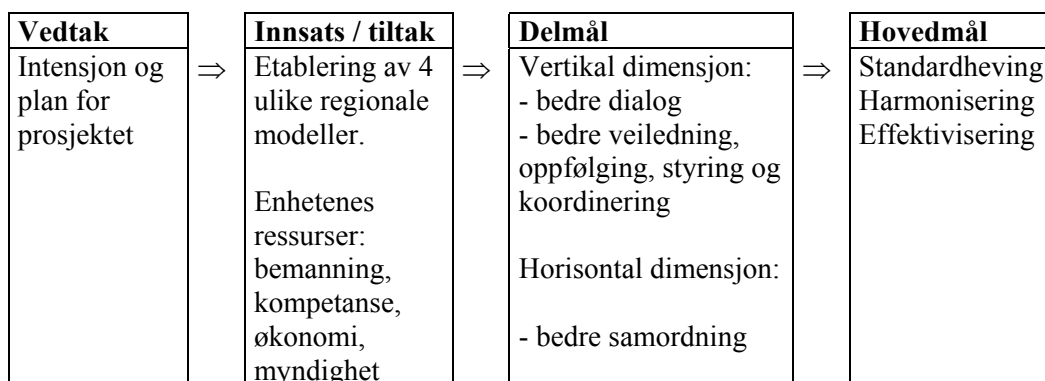 Vedtak
Intensjon og
plan for
prosjektet
⇒
Innsats / tiltak
Etablering av 4
ulike regionale
modeller.
Enhetenes
ressurser:
bemanning,
kompetanse,
økonomi,
myndighet
⇒
Delmål
Vertikal dimensjon:
- bedre dialog
- bedre veiledning,
oppfølging, styring og
koordinering
Horisontal dimensjon:
- bedre samordning
⇒
Hovedmål
Standardheving
Harmonisering
Effektivisering